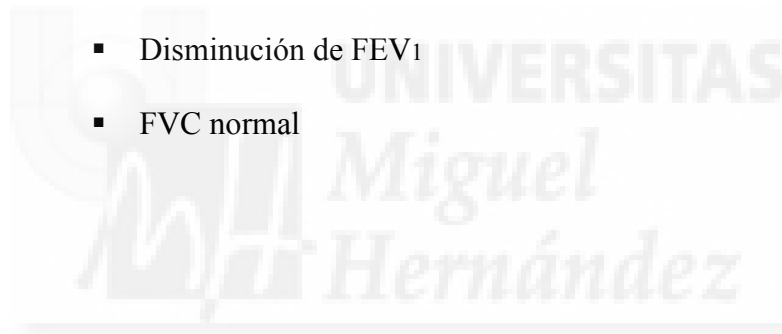 ▪ Disminución de FEV1
UNIVERSITAS
▪ FVC normal
Miguel
Hernández